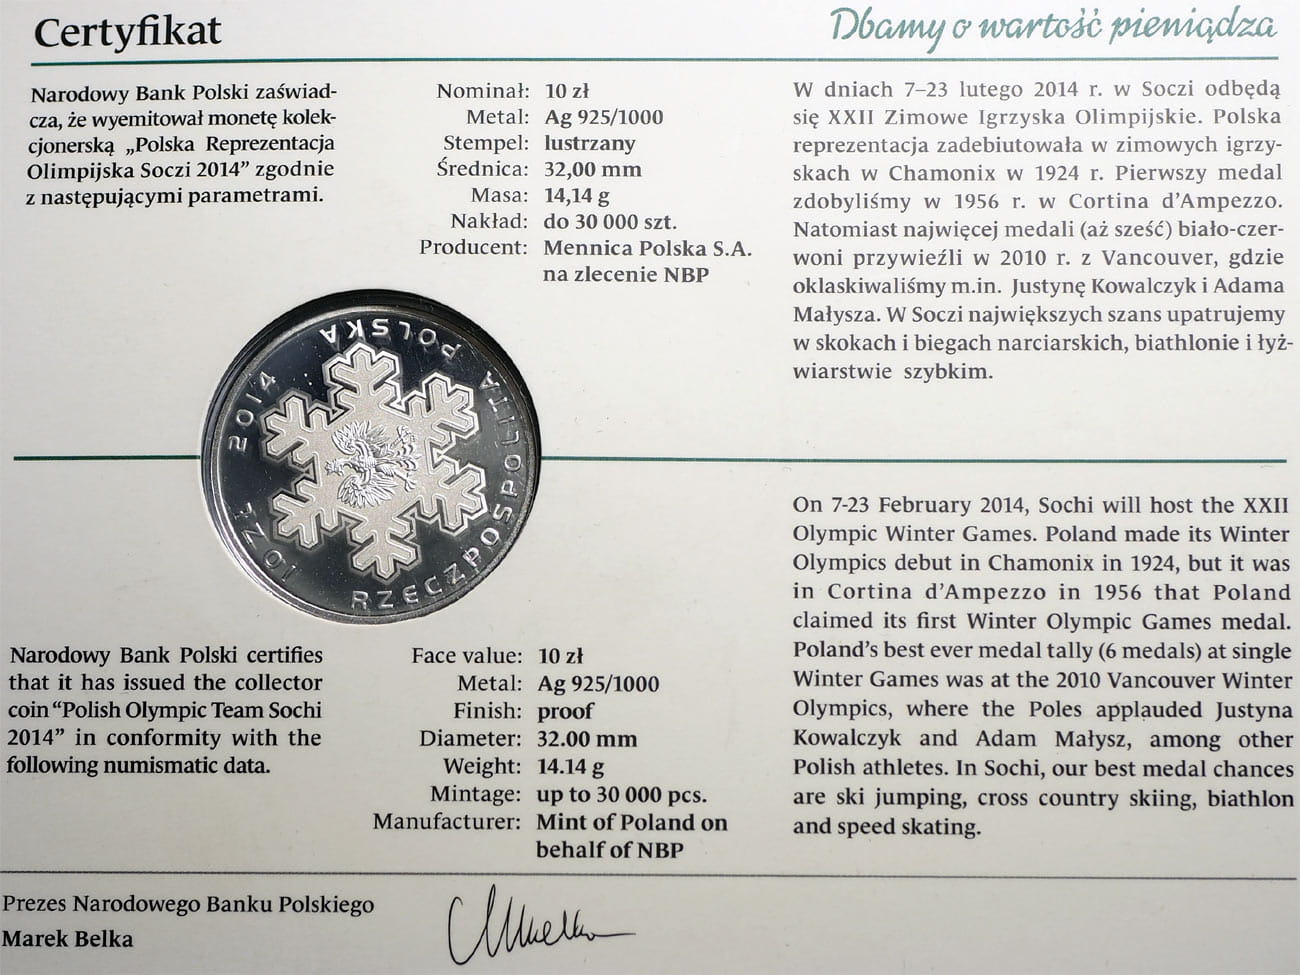 Certyfikat
Dbamy o wartość pieniądza
Narodowy Bank Polski zaświad-
cza, że wyemitował monetę kolek-
cjonerską „Polska Reprezentacja
Olimpijska Soczi 2014” zgodnie
z następującymi parametrami.
Nominał: 10 zł
Metal: Ag 925/1000
Stempel: lustrzany
Średnica: 32,00 mm
Masa: 14,14 g
Nakład: do 30 000 szt.
Producent: Mennica Polska S.A.
na zlecenie NBP
W dniach 7–23 lutego 2014 r. w Soczi odbędą
się XXII Zimowe Igrzyska Olimpijskie. Polska
reprezentacja zadebiutowała w zimowych igrzy-
skach w Chamonix w 1924 r. Pierwszy medal
zdobyliśmy w 1956 r. w Cortina d’Ampezzo.
Natomiast najwięcej medali (aż sześć) biało-czer-
woni przywieźli w 2010 r. z Vancouver, gdzie
oklaskiwaliśmy m.in. Justynę Kowalczyk i Adama
Małysza. W Soczi największych szans upatrujemy
w skokach i biegach narciarskich, biathlonie i łyż-
wiarstwie szybkim.
RZECZPOSPOLITA POLSKA
2014
10 ZŁ
Narodowy Bank Polski certifies
that it has issued the collector
coin “Polish Olympic Team Sochi
2014” in conformity with the
following numismatic data.
Face value: 10 zł
Metal: Ag 925/1000
Finish: proof
Diameter: 32.00 mm
Weight: 14.14 g
Mintage: up to 30 000 pcs.
Manufacturer: Mint of Poland on
behalf of NBP
On 7-23 February 2014, Sochi will host the XXII
Olympic Winter Games. Poland made its Winter
Olympics debut in Chamonix in 1924, but it was
in Cortina d’Ampezzo in 1956 that Poland
claimed its first Winter Olympic Games medal.
Poland’s best ever medal tally (6 medals) at single
Winter Games was at the 2010 Vancouver Winter
Olympics, where the Poles applauded Justyna
Kowalczyk and Adam Małysz, among other
Polish athletes. In Sochi, our best medal chances
are ski jumping, cross country skiing, biathlon
and speed skating.
Prezes Narodowego Banku Polskiego
Marek Belka